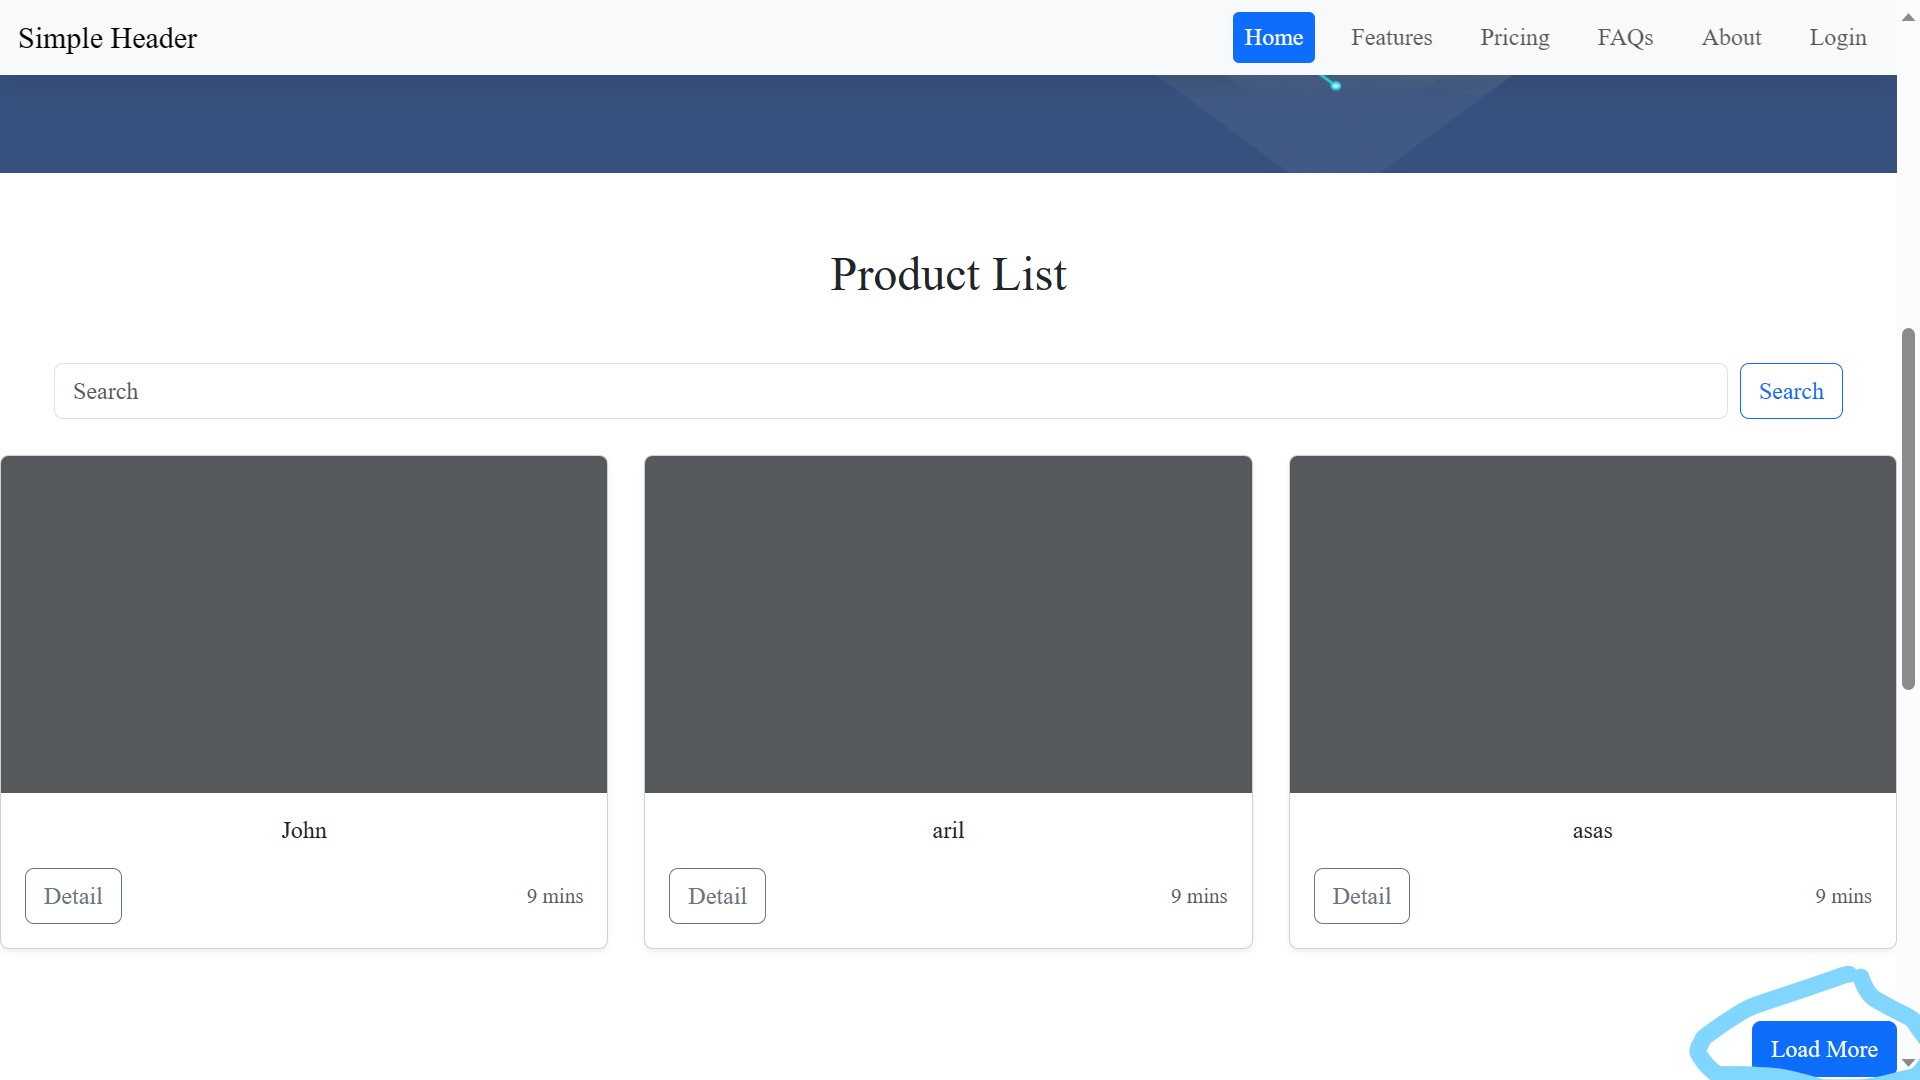 Simple Header Home Features Pricing FAQs About Login
Product List
Search Search
John aril asas
Detail 9 mins Detail 9 mins Detail 9 mins
Load More